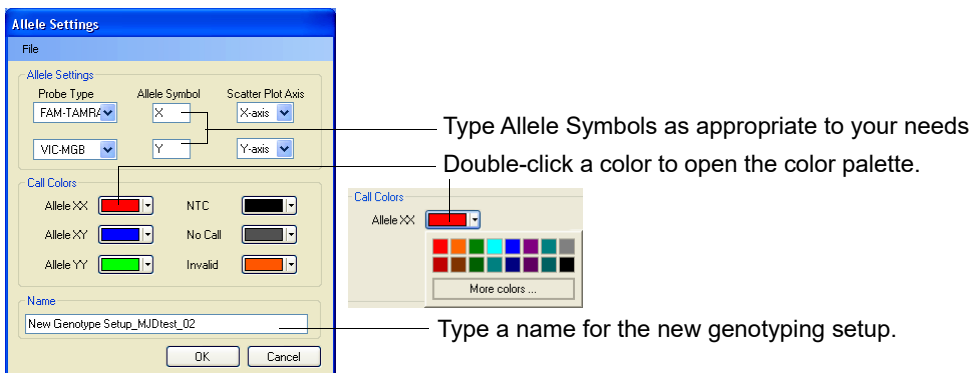 Allele Settings
File
Allele Settings
Probe Type Allele Symbol Scatter Plot Axis
FAM-TAMRA X X-axis
VIC-MGB Y Y-axis
Type Allele Symbols as appropriate to your needs
Double-click a color to open the color palette.
Call Colors
Allele XX NTC
Allele XY No Call
Allele YY Invalid
Call Colors
Allele XX
More colors ...
Name
New Genotype Setup_MJDtest_02
Type a name for the new genotyping setup.
OK Cancel